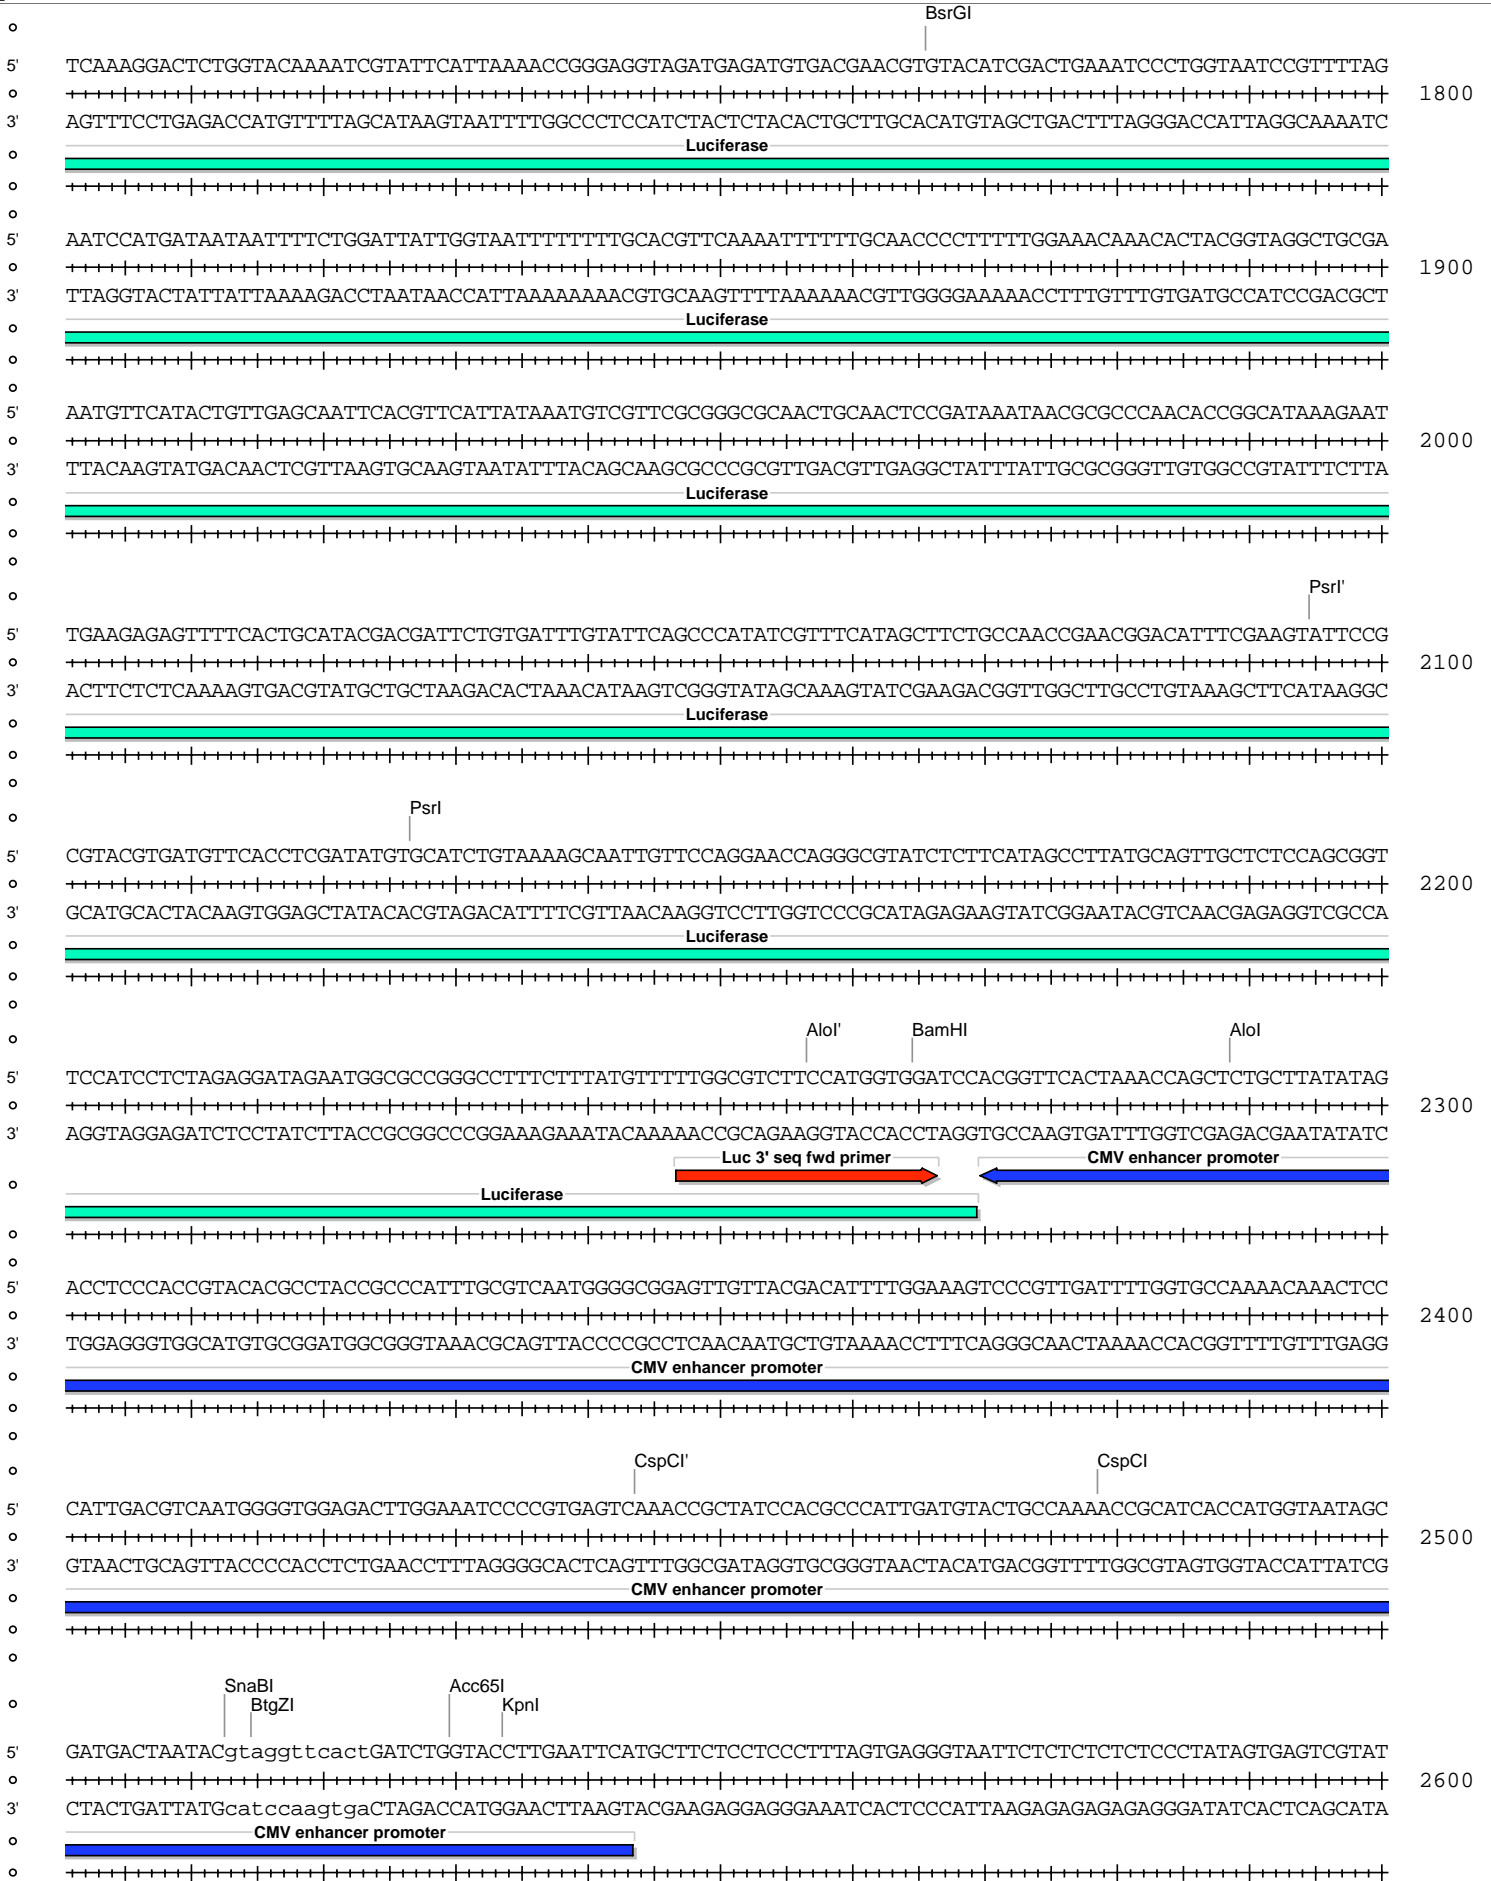 BsrGI
5' TCAAAGGACTCTGGTACAAAATCGTATTCATTAAAACCGGGAGGTAGATGAGATGTGACGAACGTGTACATCGACTGAAATCCCTGGTAATCCGTTTTAG
1800
3' AGTTTCCTGAGACCATGTTTTAGCATAAGTAATTTTGGCCCTCCATCTACTCTACACTGCTTGCACATGTAGCTGACTTTAGGGACCATTAGGCAAAATC
Luciferase
5' AATCCATGATAATAATTTTCTGGATTATTGGTAATTTTTTTTGCACGTTCAAAATTTTTTGCAACCCCTTTTTGGAAACAAACACTACGGTAGGCTGCGA
1900
3' TTAGGTACTATTATTAAAAGACCTAATAACCATTAAAAAAAACGTGCAAGTTTTAAAAAACGTTGGGGAAAAACCTTTGTTTGTGATGCCATCCGACGCT
Luciferase
5' AATGTTCATACTGTTGAGCAATTCACGTTCATTATAAATGTCGTTCGCGGGCGCAACTGCAACTCCGATAAATAACGCGCCCAACACCGGCATAAAGAAT
2000
3' TTACAAGTATGACAACTCGTTAAGTGCAAGTAATATTTACAGCAAGCGCCCGCGTTGACGTTGAGGCTATTTATTGCGCGGGTTGTGGCCGTATTTCTTA
Luciferase
PsrI'
5' TGAAGAGAGTTTTCACTGCATACGACGATTCTGTGATTTGTATTCAGCCCATATCGTTTCATAGCTTCTGCCAACCGAACGGACATTTCGAAGTATTCCG
2100
3' ACTTCTCTCAAAAGTGACGTATGCTGCTAAGACACTAAACATAAGTCGGGTATAGCAAAGTATCGAAGACGGTTGGCTTGCCTGTAAAGCTTCATAAGGC
Luciferase
PsrI
5' CGTACGTGATGTTCACCTCGATATGTGCATCTGTAAAAGCAATTGTTCCAGGAACCAGGGCGTATCTCTTCATAGCCTTATGCAGTTGCTCTCCAGCGGT
2200
3' GCATGCACTACAAGTGGAGCTATACACGTAGACATTTTCGTTAACAAGGTCCTTGGTCCCGCATAGAGAAGTATCGGAATACGTCAACGAGAGGTCGCCA
Luciferase
AloI' BamHI AloI
5' TCCATCCTCTAGAGGATAGAATGGCGCCGGGCCTTTCTTTATGTTTTTGGCGTCTTCCATGGTGGATCCACGGTTCACTAAACCAGCTCTGCTTATATAG
2300
3' AGGTAGGAGATCTCCTATCTTACCGCGGCCCGGAAAGAAATACAAAAACCGCAGAAGGTACCACCTAGGTGCCAAGTGATTTGGTCGAGACGAATATATC
Luc 3' seq fwd primer CMV enhancer promoter
Luciferase
5' ACCTCCCACCGTACACGCCTACCGCCCATTTGCGTCAATGGGGCGGAGTTGTTACGACATTTTGGAAAGTCCCGTTGATTTTGGTGCCAAAACAAACTCC
2400
3' TGGAGGGTGGCATGTGCGGATGGCGGGTAAACGCAGTTACCCCGCCTCAACAATGCTGTAAAACCTTTCAGGGCAACTAAAACCACGGTTTTGTTTGAGG
CMV enhancer promoter
CspCI' CspCI
5' CATTGACGTCAATGGGGTGGAGACTTGGAAATCCCCGTGAGTCAAACCGCTATCCACGCCCATTGATGTACTGCCAAAACCGCATCACCATGGTAATAGC
2500
3' GTAACTGCAGTTACCCCACCTCTGAACCTTTAGGGGCACTCAGTTTGGCGATAGGTGCGGGTAACTACATGACGGTTTTGGCGTAGTGGTACCATTATCG
CMV enhancer promoter
SnaBI Acc65I
BtgZI KpnI
5' GATGACTAATACgtaggttcactGATCTGGTACCTTGAATTCATGCTTCTCCTCCCTTTAGTGAGGGTAATTCTCTCTCTCTCCCTATAGTGAGTCGTAT
2600
3' CTACTGATTATGcatccaagtgaCTAGACCATGGAACTTAAGTACGAAGAGGAGGGAAATCACTCCCATTAAGAGAGAGAGAGGGATATCACTCAGCATA
CMV enhancer promoter